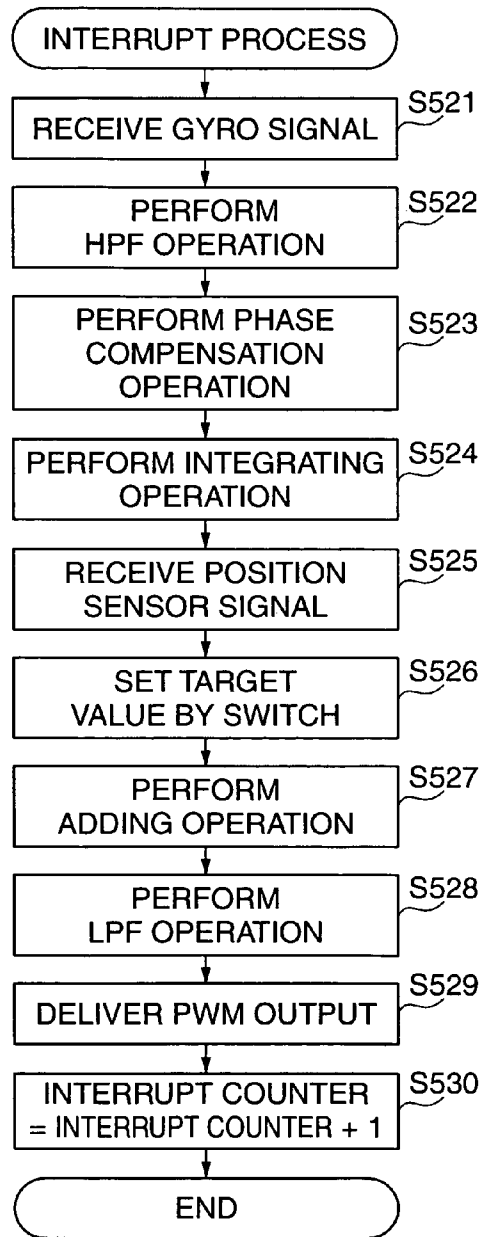 INTERRUPT PROCESS
S521
RECEIVE GYRO SIGNAL
S522
PERFORM
HPF OPERATION
S523
PERFORM PHASE
COMPENSATION
OPERATION
S524
PERFORM INTEGRATING
OPERATION
S525
RECEIVE POSITION
SENSOR SIGNAL
S526
SET TARGET
VALUE BY SWITCH
S527
PERFORM
ADDING OPERATION
S528
PERFORM
LPF OPERATION
S529
DELIVER PWM OUTPUT
S530
INTERRUPT COUNTER
= INTERRUPT COUNTER + 1
END